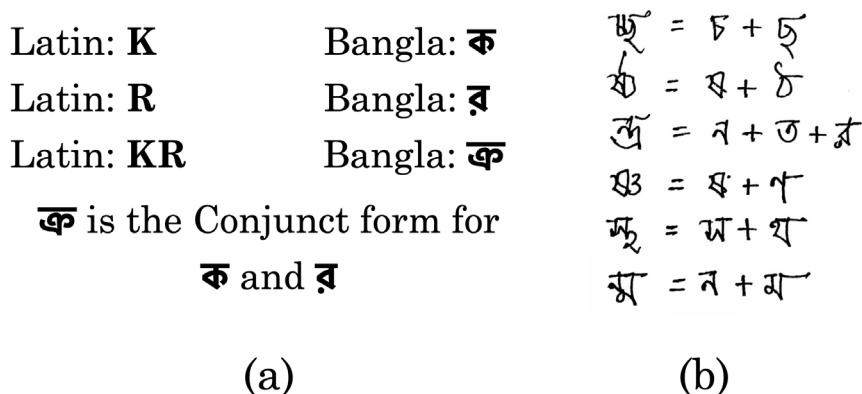 Latin: K Bangla: ক
Latin: R Bangla: র
Latin: KR Bangla: ক্র
ক্র is the Conjunct form for
ক and র
(a)
চ্ছ = চ + ছ
ষ্ঠ = ষ + ঠ
ন্ত্র = ন + ত + র
ষ্ণ = ষ + ণ
স্থ = স + থ
ন্ম = ন + ম
(b)